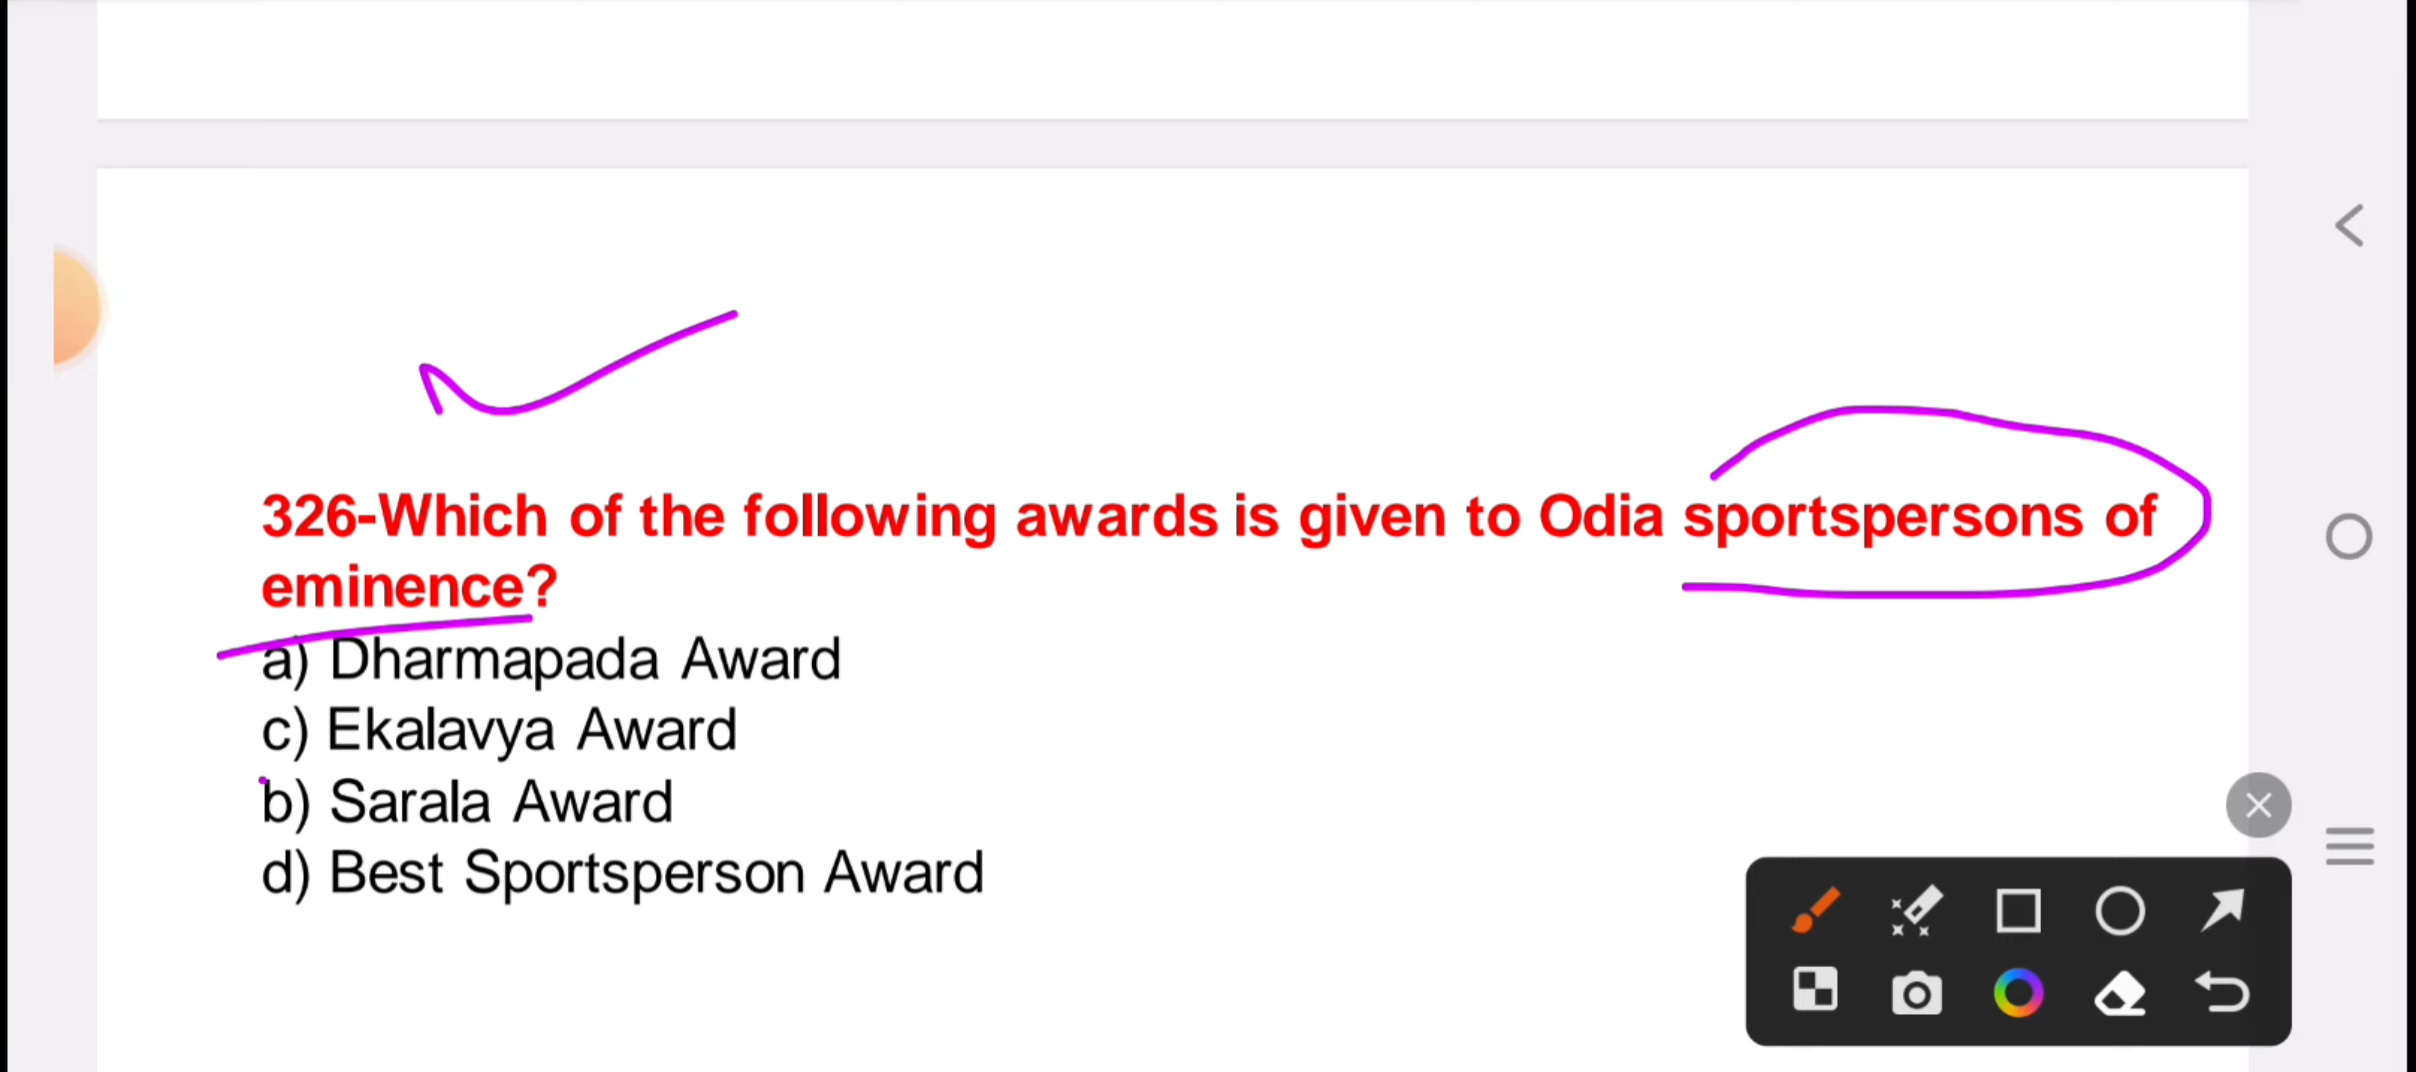 326-Which of the following awards is given to Odia sportspersons of
eminence?
a) Dharmapada Award
c) Ekalavya Award
b) Sarala Award
d) Best Sportsperson Award